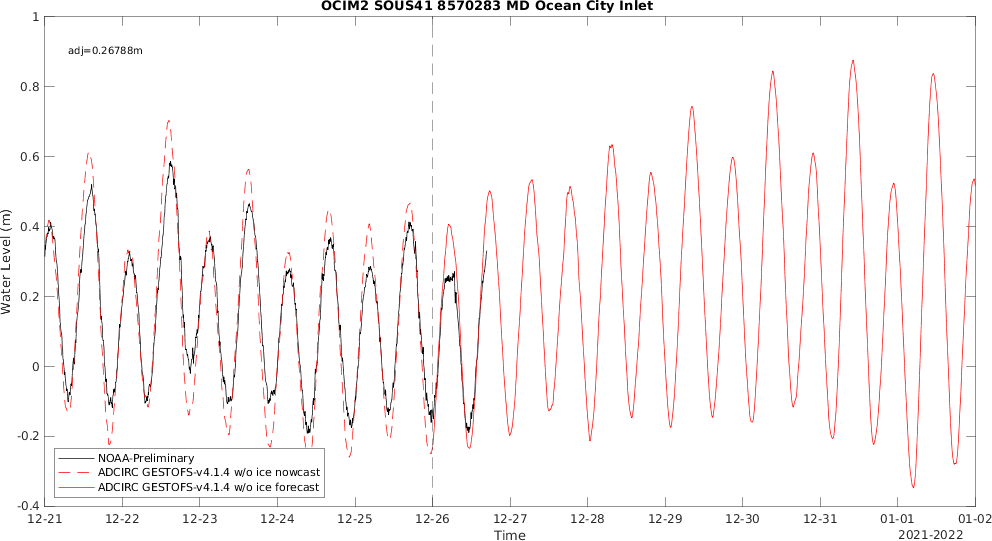 OCIM2 SOUS41 8570283 MD Ocean City Inlet
adj=0.26788m
Water Level (m)
1
0.8
0.6
0.4
0.2
0
-0.2
-0.4
NOAA-Preliminary
ADCIRC GESTOFS-v4.1.4 w/o ice nowcast
ADCIRC GESTOFS-v4.1.4 w/o ice forecast
12-21 12-22 12-23 12-24 12-25 12-26 12-27 12-28 12-29 12-30 12-31 01-01 01-02
Time
2021-2022